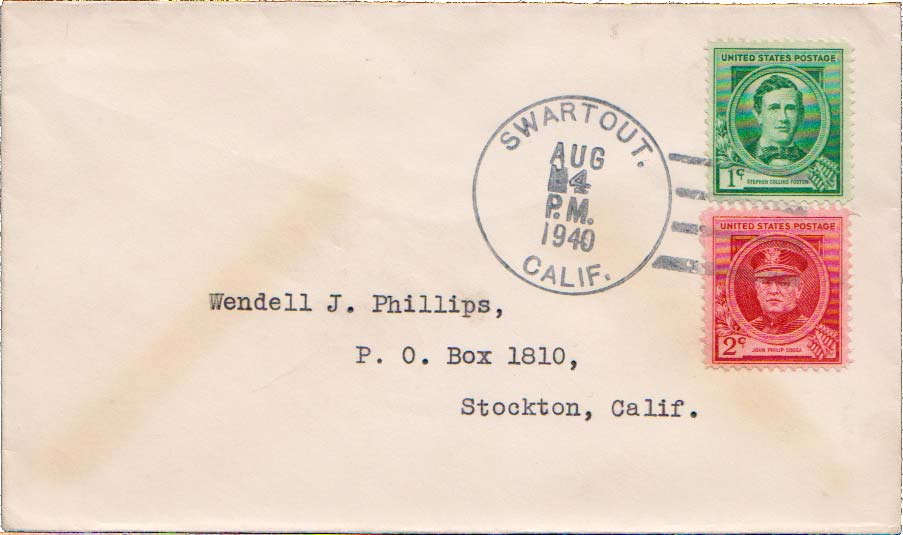 UNITED STATES POSTAGE
1¢
STEPHEN COLLINS FOSTER
SWARTOUT.
AUG
4
P.M.
1940
CALIF.
UNITED STATES POSTAGE
2¢
JOHN PHILIP SOUSA
Wendell J. Phillips,
P. O. Box 1810,
Stockton, Calif.